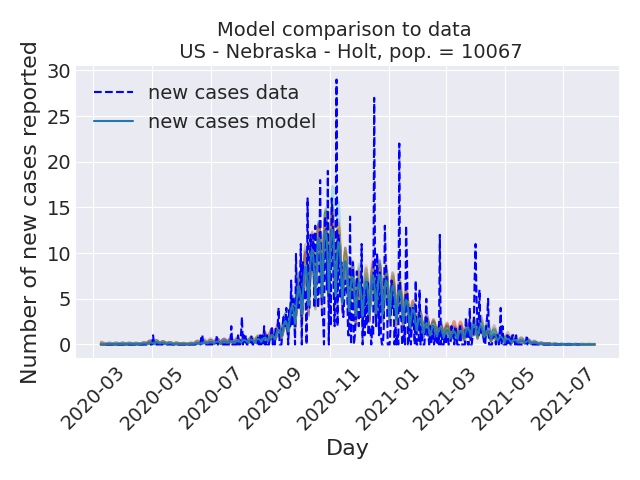 Model comparison to data
US - Nebraska - Holt, pop. = 10067
Number of new cases reported
30
25
20
15
10
5
0
new cases data
new cases model
2020-03
2020-05
2020-07
2020-09
2020-11
2021-01
2021-03
2021-05
2021-07
Day